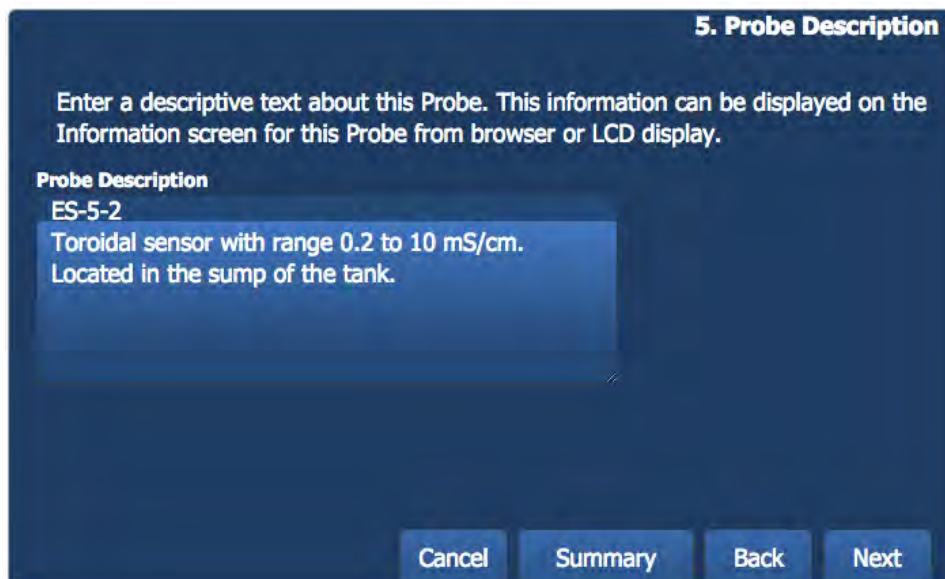 5. Probe Description
Enter a descriptive text about this Probe. This information can be displayed on the
Information screen for this Probe from browser or LCD display.
Probe Description
ES-5-2
Toroidal sensor with range 0.2 to 10 mS/cm.
Located in the sump of the tank.
Cancel Summary Back Next